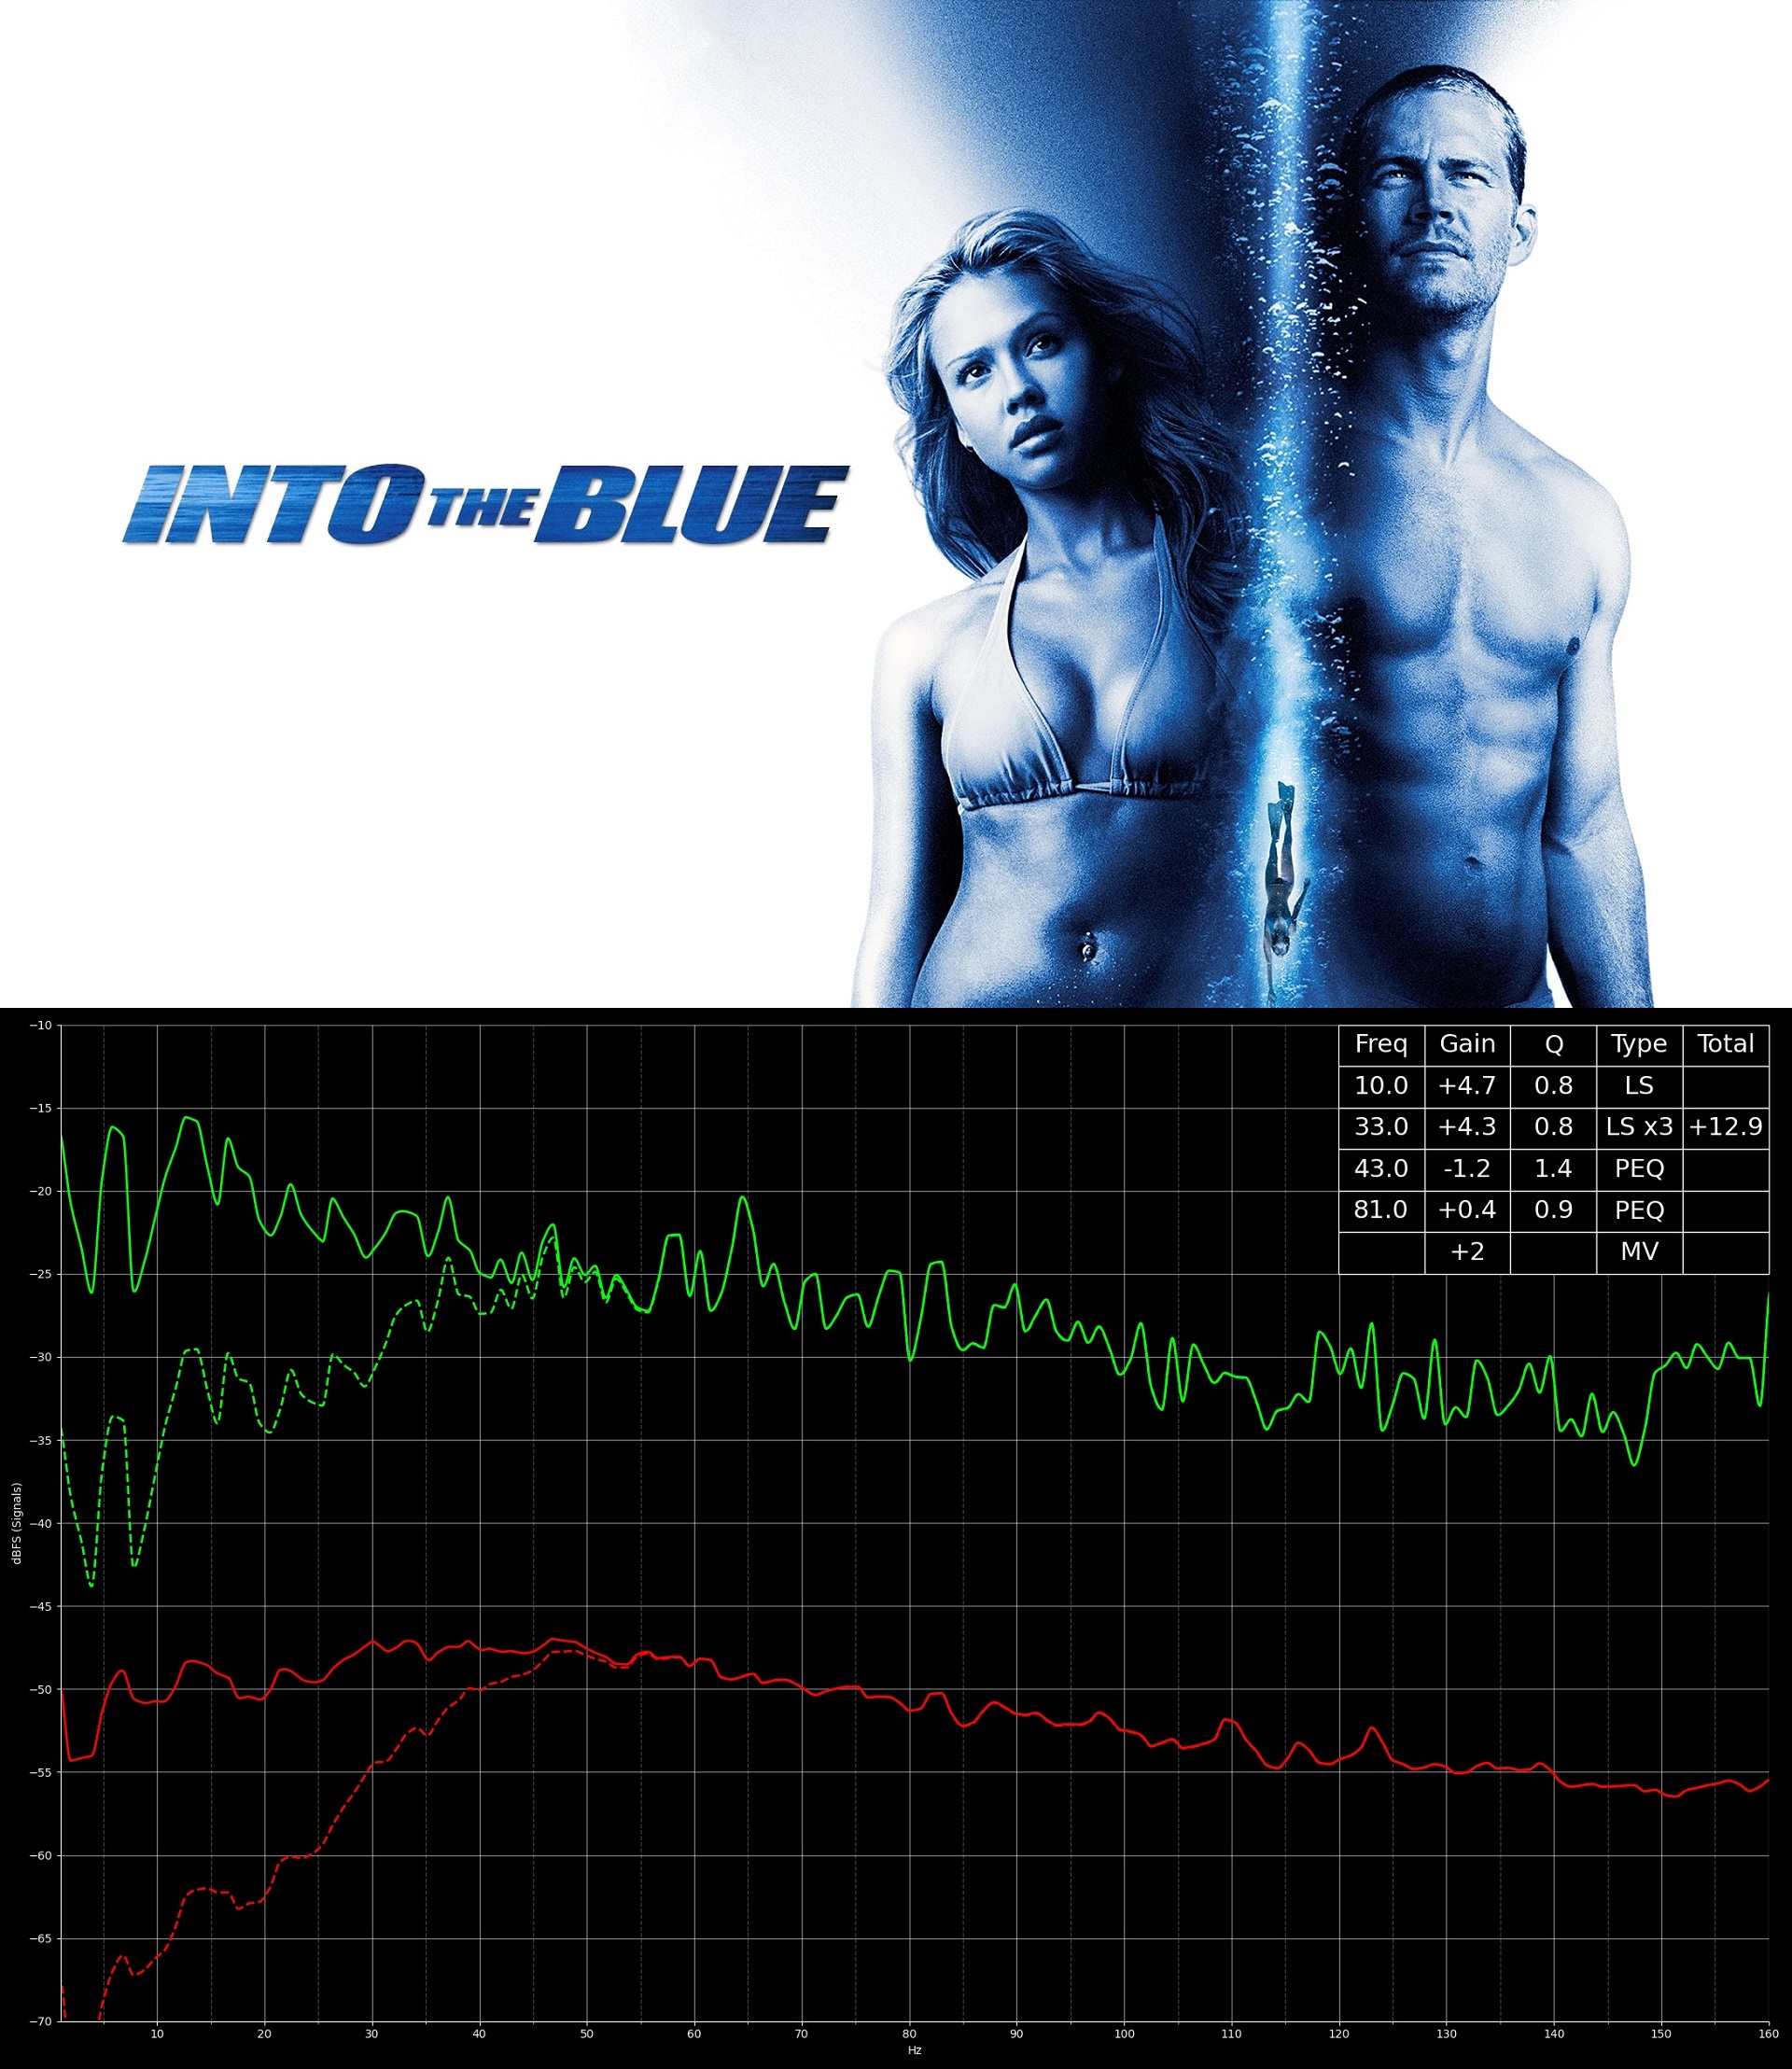 INTO THE BLUE
Freq Gain Q Type Total
10.0 +4.7 0.8 LS
33.0 +4.3 0.8 LS x3 +12.9
43.0 -1.2 1.4 PEQ
81.0 +0.4 0.9 PEQ
+2 MV
−10
−15
−20
−25
−30
−35
−40
−45
−50
−55
−60
−65
−70
dBFS (Signals)
10 20 30 40 50 60 70 80 90 100 110 120 130 140 150 160
Hz